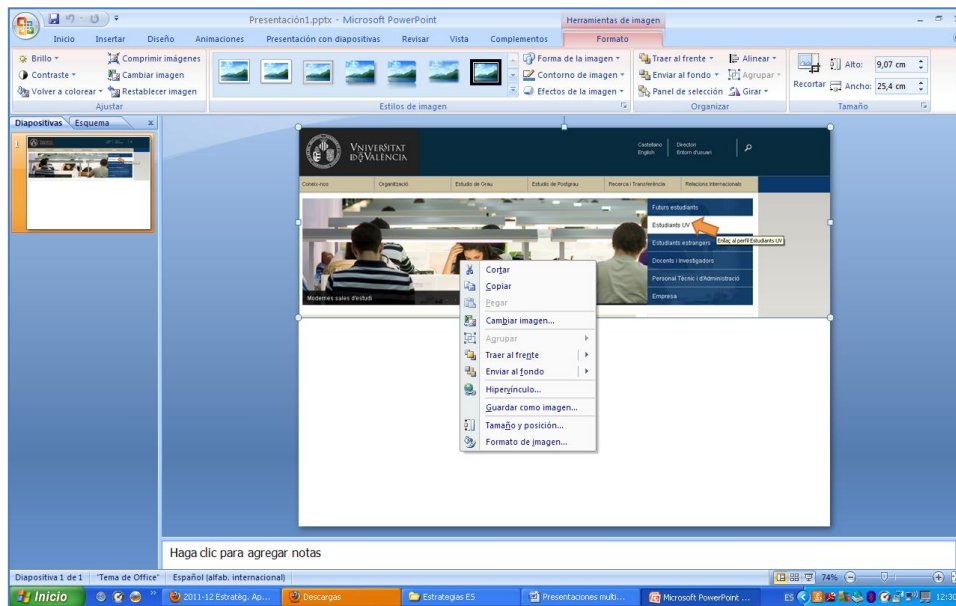 Presentación1.pptx - Microsoft PowerPoint
Herramientas de imagen
Inicio Insertar Diseño Animaciones Presentación con diapositivas Revisar Vista Complementos Formato
Brillo
Contraste
Volver a colorear
Comprimir imágenes
Cambiar imagen
Restablecer imagen
Ajustar
Estilos de imagen
Forma de la imagen
Contorno de imagen
Efectos de la imagen
Traer al frente
Enviar al fondo
Panel de selección
Alinear
Agrupar
Girar
Organizar
Recortar
Alto: 9,07 cm
Ancho: 25,4 cm
Tamaño
Diapositivas Esquema x
1
VNIVERSITAT
IDǾVALÈNCIA
Castellano
English
Directori
Entorn d'usuari
Coneix-nos Organització Estudis de Grau Estudis de Postgrau Recerca i Transferència Relacions Internacionals
Futurs estudiants
Estudiants UV
Enllaç al perfil Estudiants UV
Estudiants estrangers
Docents i Investigadors
Personal Tècnic i d'Administració
Empresa
Modernes sales d'estudi
Cortar
Copiar
Pegar
Cambiar imagen...
Agrupar
Traer al frente
Enviar al fondo
Hipervínculo...
Guardar como imagen...
Tamaño y posición...
Formato de imagen...
Haga clic para agregar notas
Diapositiva 1 de 1 "Tema de Office" Español (alfab. internacional) 74%
Inicio 2011-12 Estratég. Ap... Descargas Estrategias ES Presentaciones multi... Microsoft PowerPoint ... ES 12:30